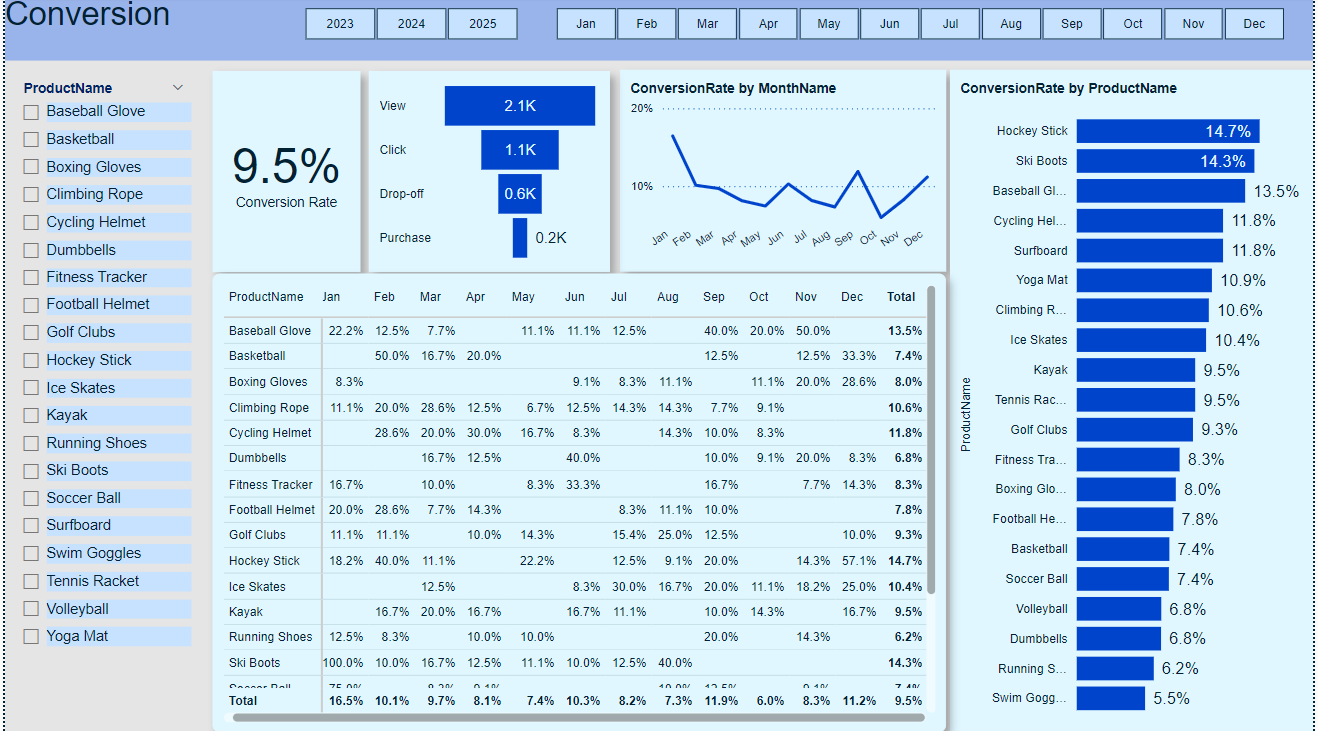 Conversion
2023 2024 2025 Jan Feb Mar Apr May Jun Jul Aug Sep Oct Nov Dec
ProductName
Baseball Glove
Basketball
Boxing Gloves
Climbing Rope
Cycling Helmet
Dumbbells
Fitness Tracker
Football Helmet
Golf Clubs
Hockey Stick
Ice Skates
Kayak
Running Shoes
Ski Boots
Soccer Ball
Surfboard
Swim Goggles
Tennis Racket
Volleyball
Yoga Mat
9.5%
Conversion Rate
View 2.1K
Click 1.1K
Drop-off 0.6K
Purchase 0.2K
ConversionRate by MonthName
20%
10%
Jan Feb Mar Apr May Jun Jul Aug Sep Oct Nov Dec
ProductName Jan Feb Mar Apr May Jun Jul Aug Sep Oct Nov Dec Total
Baseball Glove 22.2% 12.5% 7.7% 11.1% 11.1% 12.5% 40.0% 20.0% 50.0% 13.5%
Basketball 50.0% 16.7% 20.0% 12.5% 12.5% 33.3% 7.4%
Boxing Gloves 8.3% 9.1% 8.3% 11.1% 11.1% 20.0% 28.6% 8.0%
Climbing Rope 11.1% 20.0% 28.6% 12.5% 6.7% 12.5% 14.3% 14.3% 7.7% 9.1% 10.6%
Cycling Helmet 28.6% 20.0% 30.0% 16.7% 8.3% 14.3% 10.0% 8.3% 11.8%
Dumbbells 16.7% 12.5% 40.0% 10.0% 9.1% 20.0% 8.3% 6.8%
Fitness Tracker 16.7% 10.0% 8.3% 33.3% 16.7% 7.7% 14.3% 8.3%
Football Helmet 20.0% 28.6% 7.7% 14.3% 8.3% 11.1% 10.0% 7.8%
Golf Clubs 11.1% 11.1% 10.0% 14.3% 15.4% 25.0% 12.5% 10.0% 9.3%
Hockey Stick 18.2% 40.0% 11.1% 22.2% 12.5% 9.1% 20.0% 14.3% 57.1% 14.7%
Ice Skates 12.5% 8.3% 30.0% 16.7% 20.0% 11.1% 18.2% 25.0% 10.4%
Kayak 16.7% 20.0% 16.7% 16.7% 11.1% 10.0% 14.3% 16.7% 9.5%
Running Shoes 12.5% 8.3% 10.0% 10.0% 20.0% 14.3% 6.2%
Ski Boots 100.0% 10.0% 16.7% 12.5% 11.1% 10.0% 12.5% 40.0% 14.3%
Total 16.5% 10.1% 9.7% 8.1% 7.4% 10.3% 8.2% 7.3% 11.9% 6.0% 8.3% 11.2% 9.5%
ConversionRate by ProductName
ProductName
Hockey Stick 14.7%
Ski Boots 14.3%
Baseball Gl... 13.5%
Cycling Hel... 11.8%
Surfboard 11.8%
Yoga Mat 10.9%
Climbing R... 10.6%
Ice Skates 10.4%
Kayak 9.5%
Tennis Rac... 9.5%
Golf Clubs 9.3%
Fitness Tra... 8.3%
Boxing Glo... 8.0%
Football He... 7.8%
Basketball 7.4%
Soccer Ball 7.4%
Volleyball 6.8%
Dumbbells 6.8%
Running S... 6.2%
Swim Gogg... 5.5%